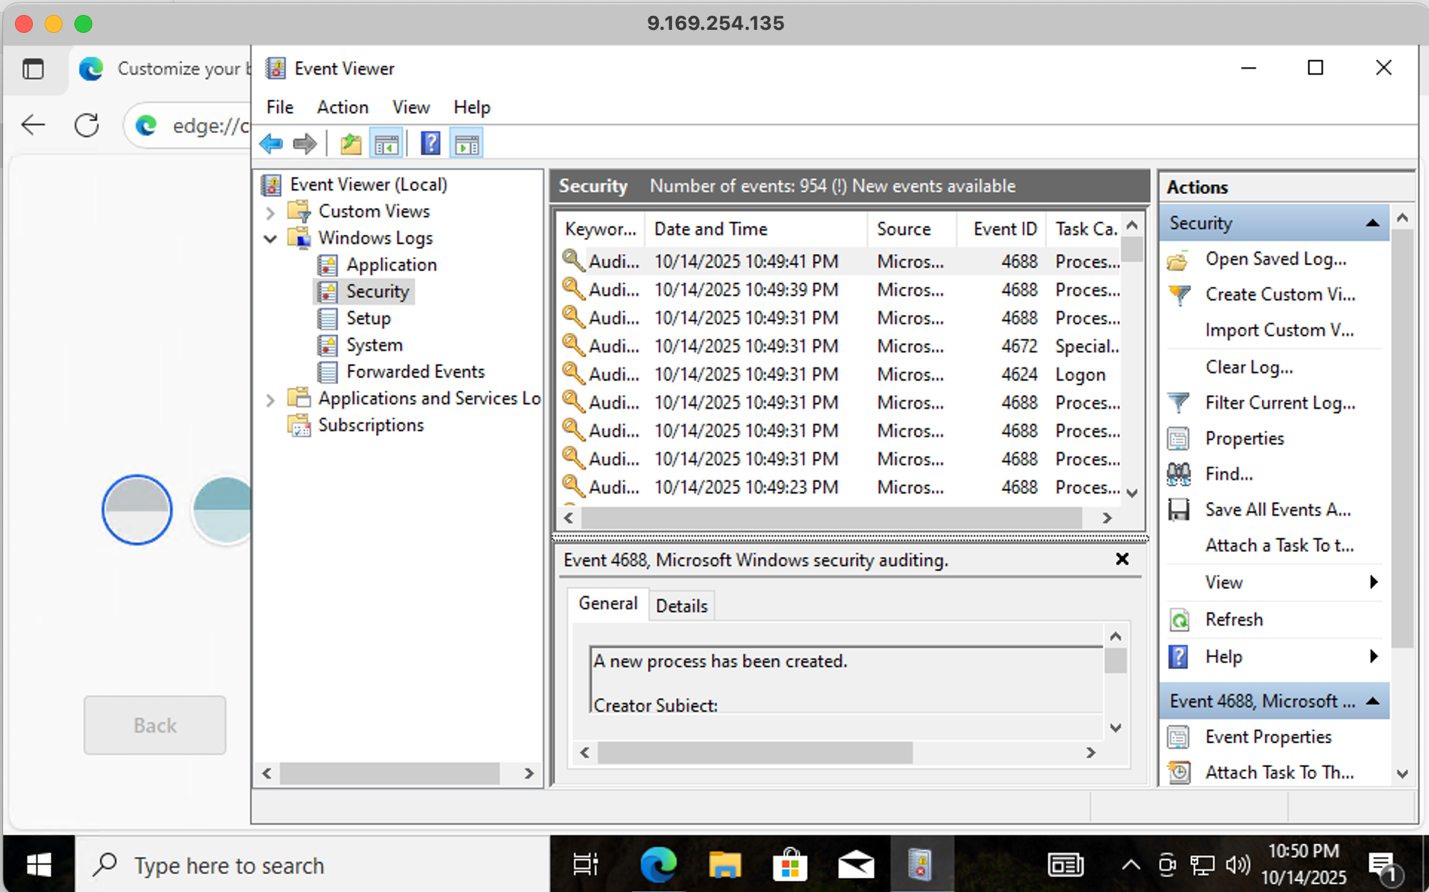 9.169.254.135
Customize your b
edge://c
Back
Event Viewer
File Action View Help
Event Viewer (Local)
Custom Views
Windows Logs
Application
Security
Setup
System
Forwarded Events
Applications and Services Lo
Subscriptions
Security Number of events: 954 (!) New events available
Keywor... Date and Time Source Event ID Task Ca.
Audi... 10/14/2025 10:49:41 PM Micros... 4688 Proces...
Audi... 10/14/2025 10:49:39 PM Micros... 4688 Proces...
Audi... 10/14/2025 10:49:31 PM Micros... 4688 Proces...
Audi... 10/14/2025 10:49:31 PM Micros... 4672 Special..
Audi... 10/14/2025 10:49:31 PM Micros... 4624 Logon
Audi... 10/14/2025 10:49:31 PM Micros... 4688 Proces...
Audi... 10/14/2025 10:49:31 PM Micros... 4688 Proces...
Audi... 10/14/2025 10:49:31 PM Micros... 4688 Proces...
Audi... 10/14/2025 10:49:23 PM Micros... 4688 Proces...
Event 4688, Microsoft Windows security auditing.
General Details
A new process has been created.
Creator Subject:
Actions
Security
Open Saved Log...
Create Custom Vi...
Import Custom V...
Clear Log...
Filter Current Log...
Properties
Find...
Save All Events A...
Attach a Task To t...
View
Refresh
Help
Event 4688, Microsoft ...
Event Properties
Attach Task To Th...
Type here to search
10:50 PM
10/14/2025
1